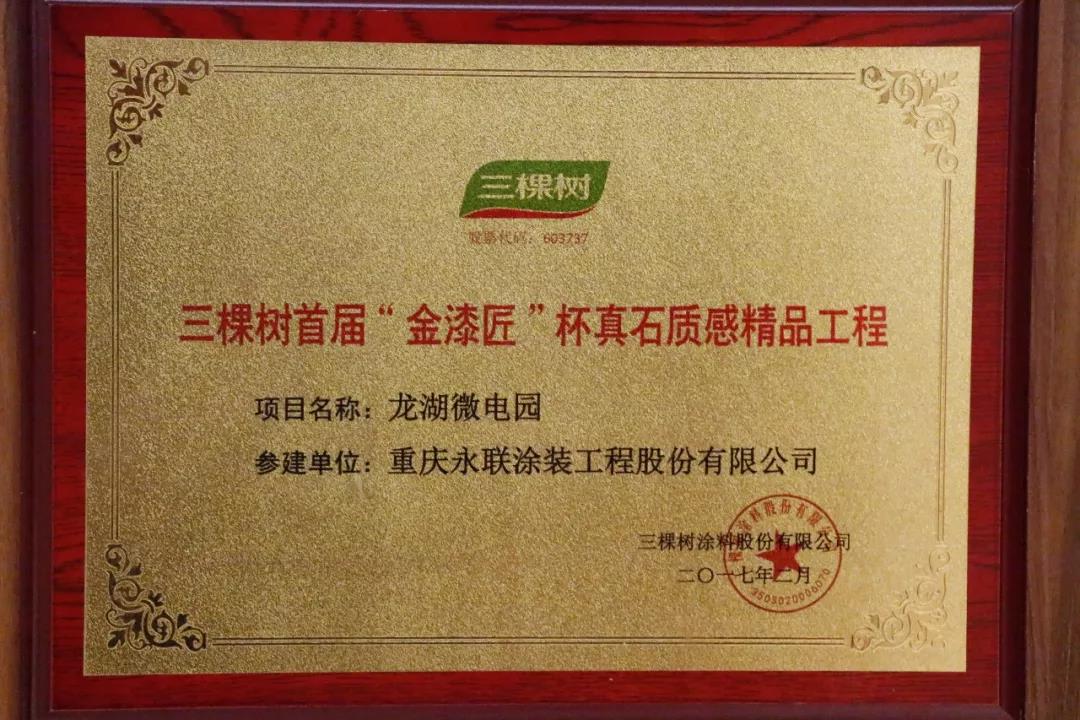 三棵树
股票代码：603737
三棵树首届“金漆匠”杯真石质感精品工程
项目名称：龙湖微电园
参建单位：重庆永联涂装工程股份有限公司
三棵树涂料股份有限公司
二〇一七年二月
3503020006070